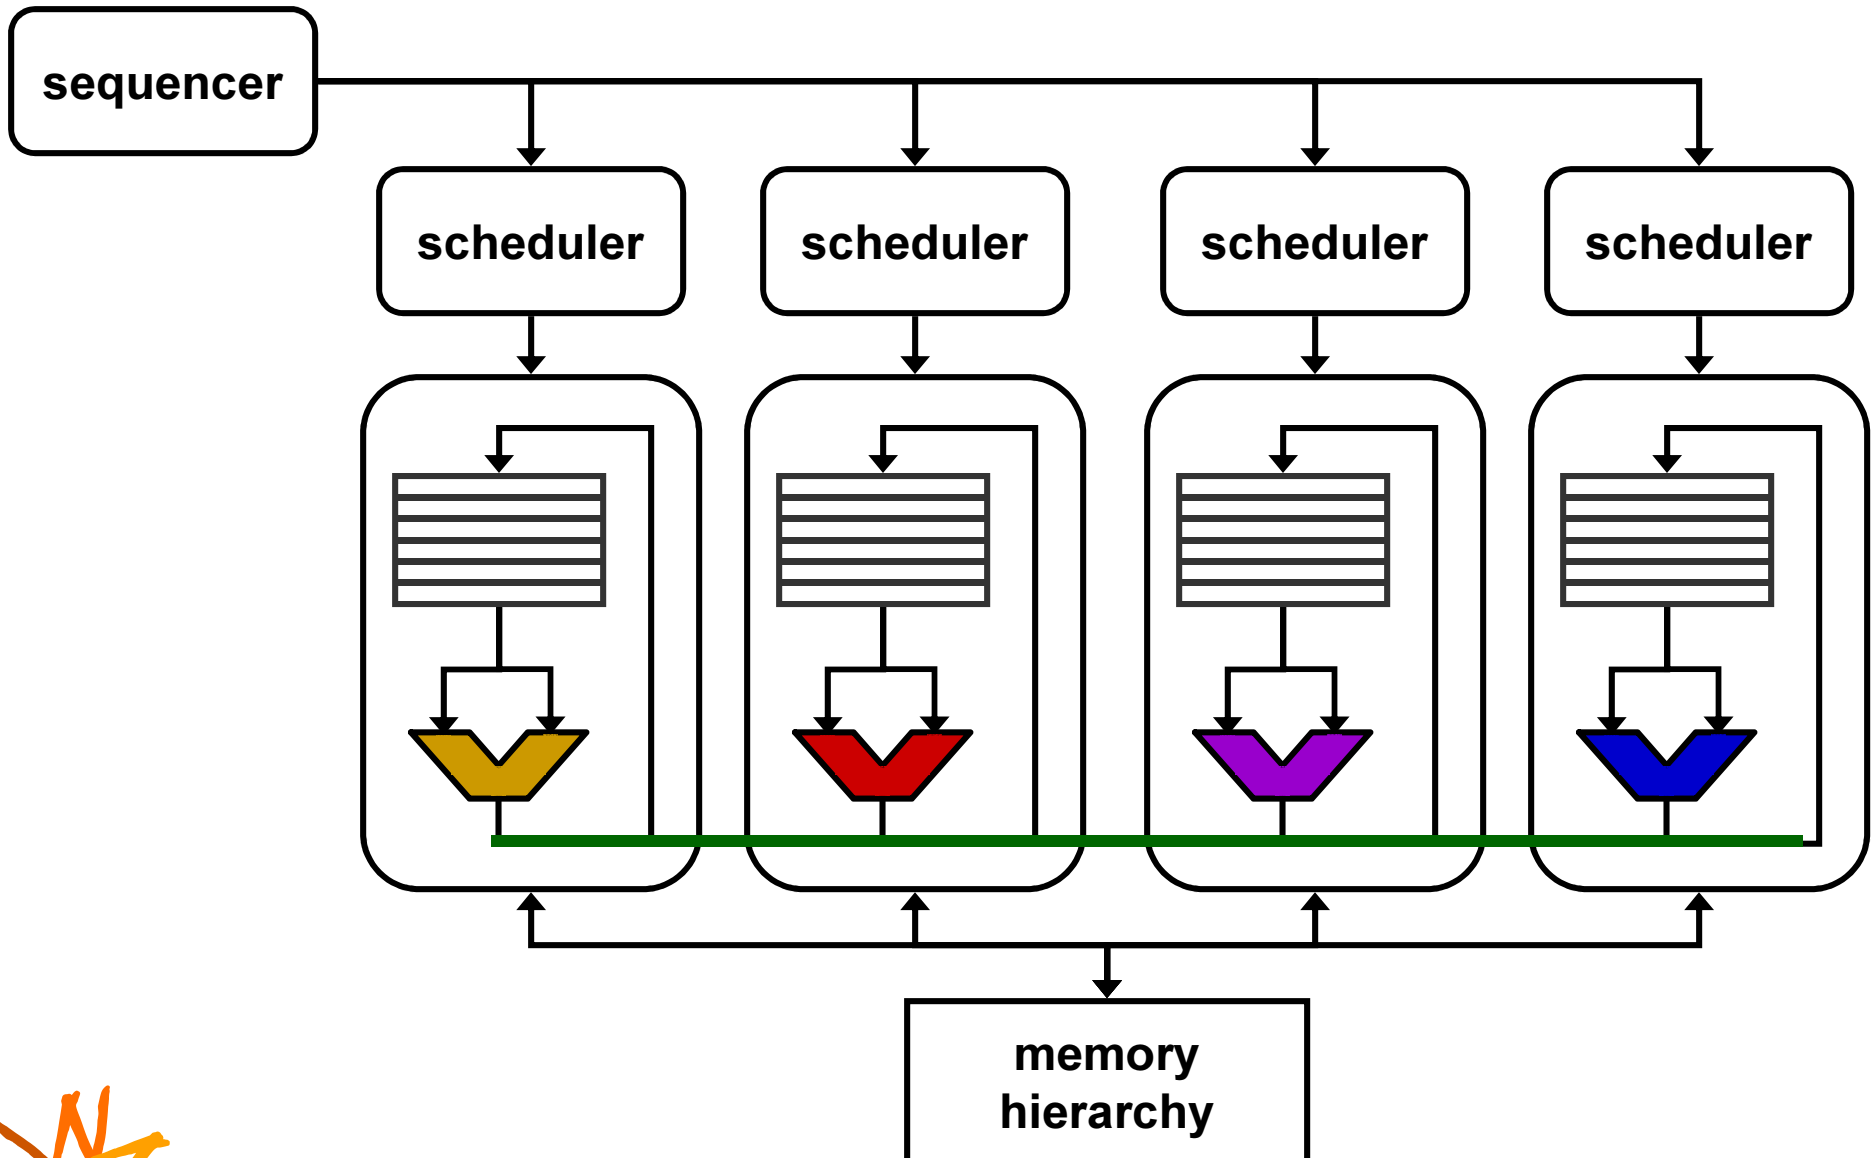 sequencer
scheduler
scheduler
scheduler
scheduler
memory
hierarchy